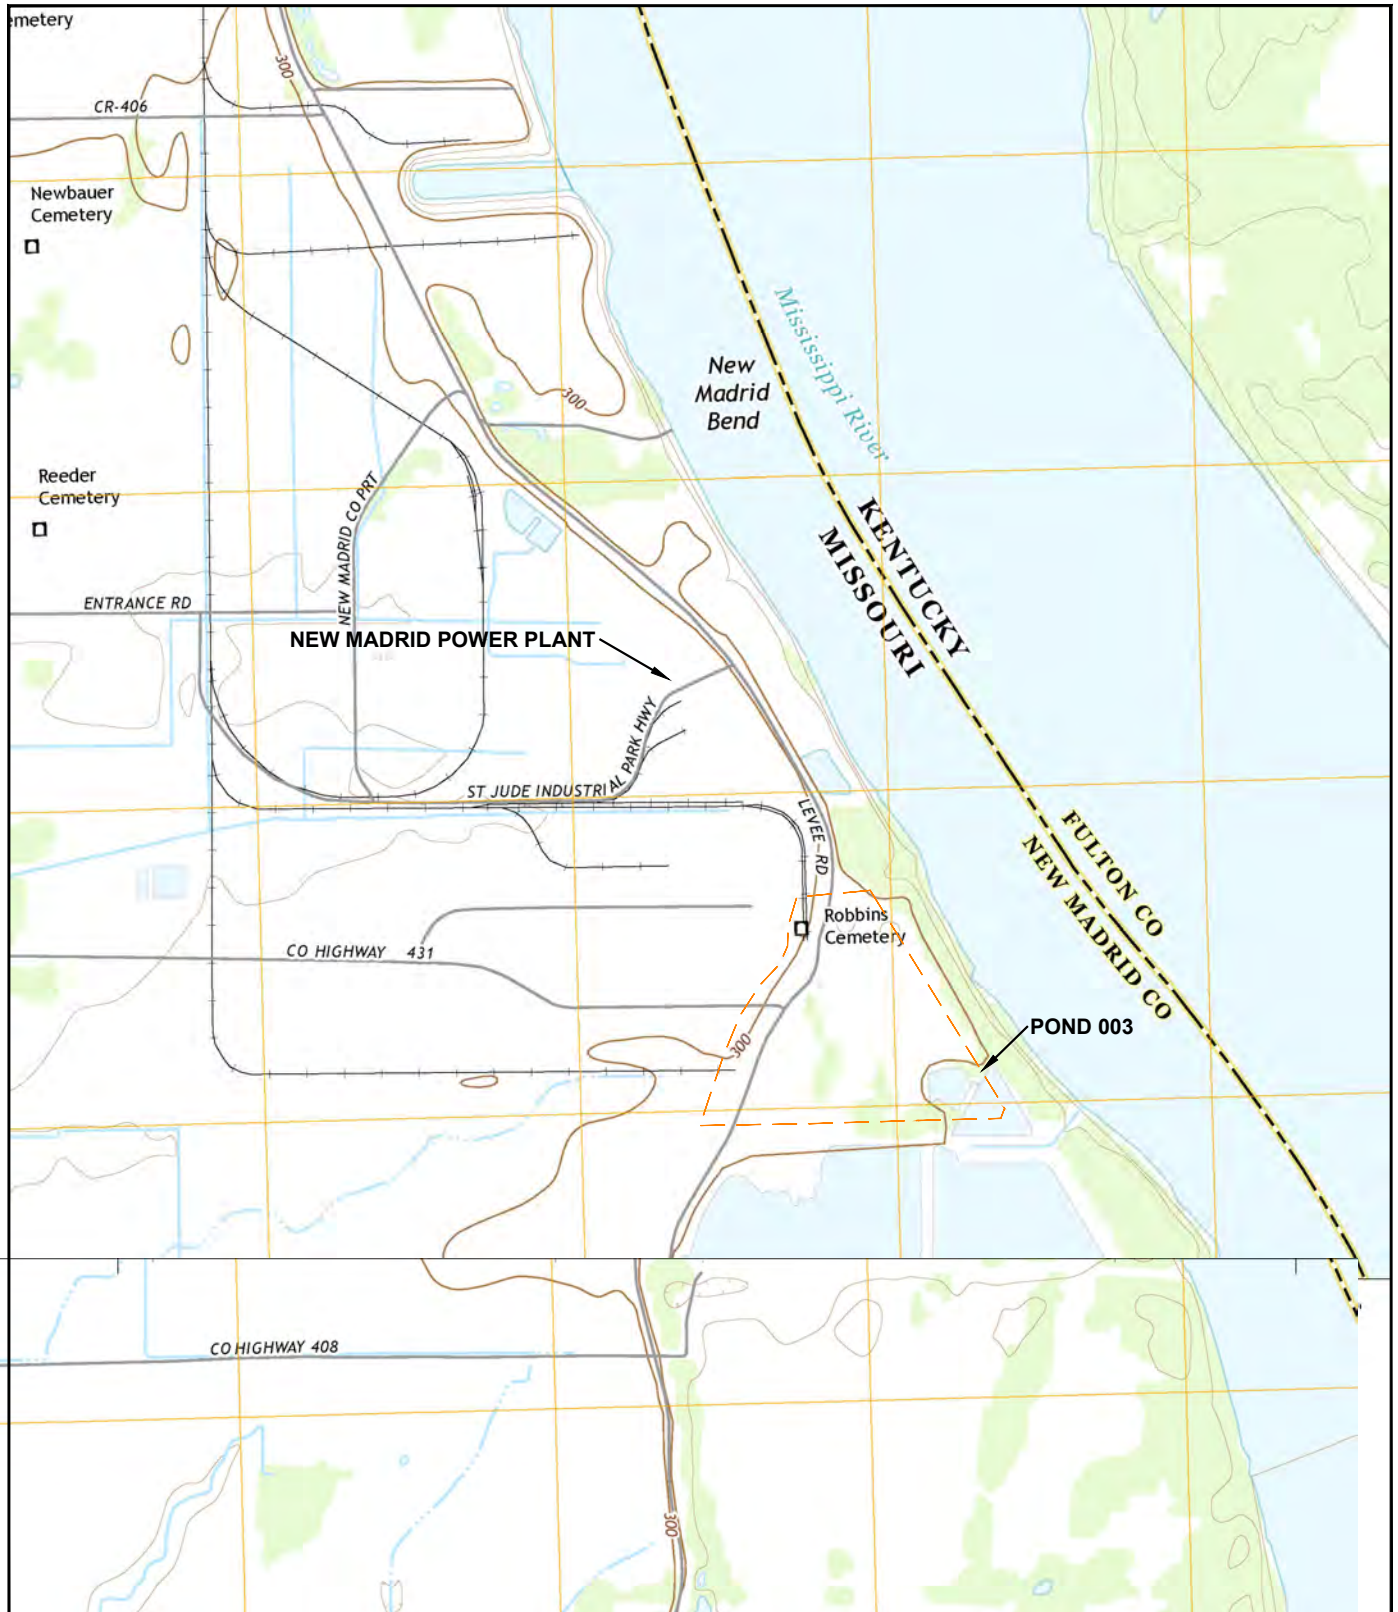 emetery
300
CR-406
Newbauer
Cemetery
Mississippi River
New
Madrid
Bend
300
Reeder
Cemetery
NEW MADRID CO PRT
KENTUCKY
MISSOURI
ENTRANCE RD
NEW MADRID POWER PLANT
ST JUDE INDUSTRIAL PARK HWY
LEVEE RD
FULTON CO
NEW MADRID CO
Robbins
Cemetery
CO HIGHWAY 431
POND 003
300
CO HIGHWAY 408
300